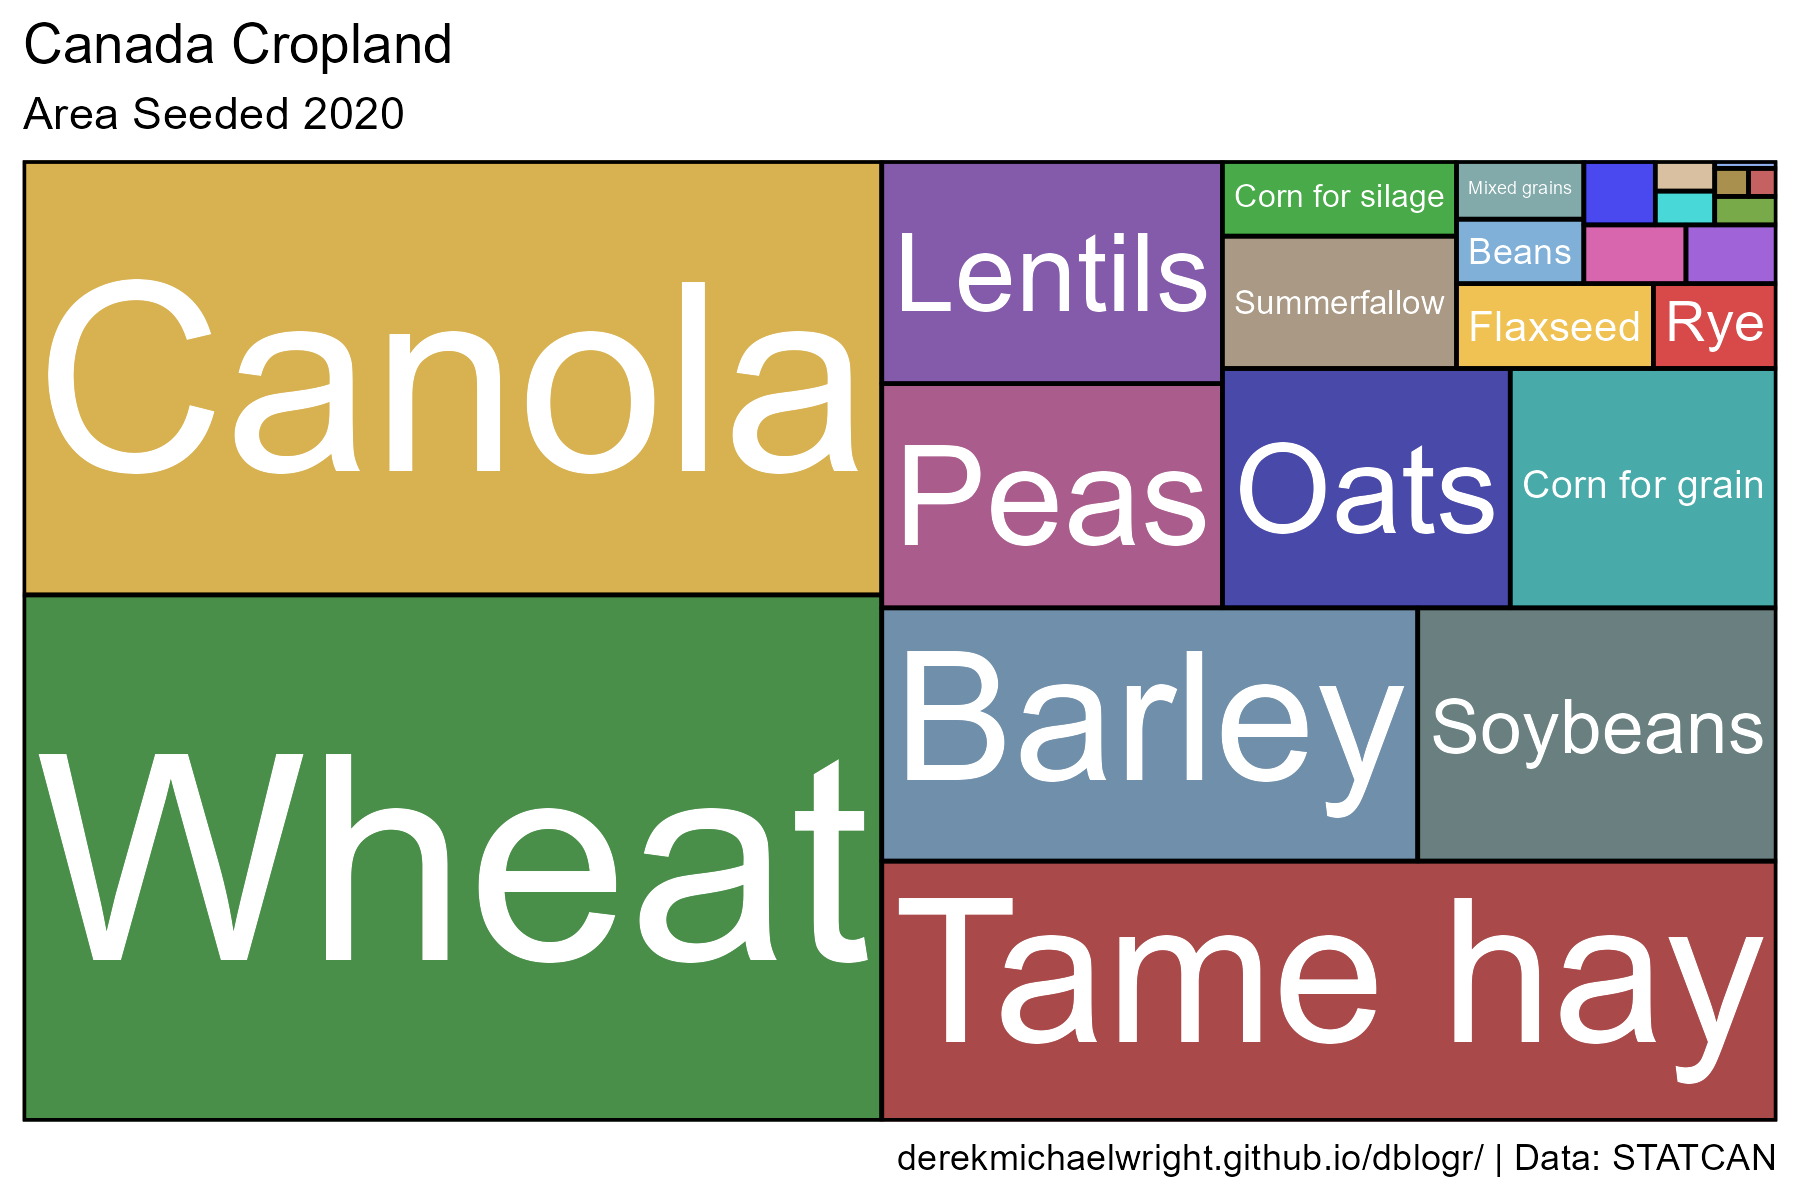 Canada Cropland
Area Seeded 2020
Canola
Wheat
Lentils
Peas
Corn for silage
Summerfallow
Mixed grains
Beans
Flaxseed
Rye
Oats
Corn for grain
Barley
Soybeans
Tame hay
derekmichaelwright.github.io/dblogr/ | Data: STATCAN